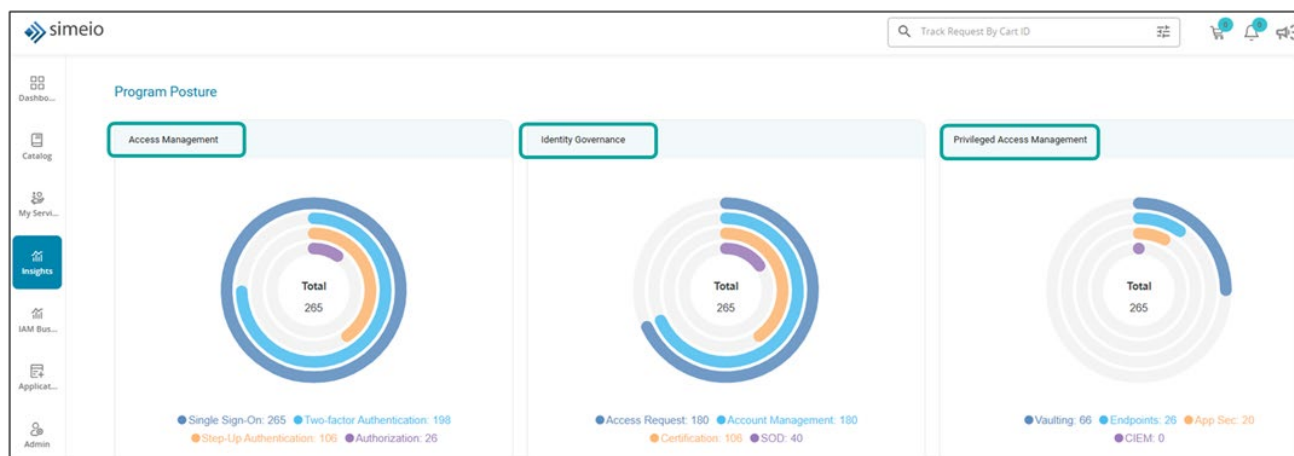 simeio
Track Request By Cart ID
0
0
Dashbo...
Catalog
My Servi...
Insights
IAM Bus...
Applicat...
Admin
Program Posture
Access Management
Total
265
Single Sign-On: 265 Two-factor Authentication: 198
Step-Up Authentication: 106 Authorization: 26
Identity Governance
Total
265
Access Request: 180 Account Management: 180
Certification: 106 SOD: 40
Privileged Access Management
Total
265
Vaulting: 66 Endpoints: 26 App Sec: 20
CIEM: 0